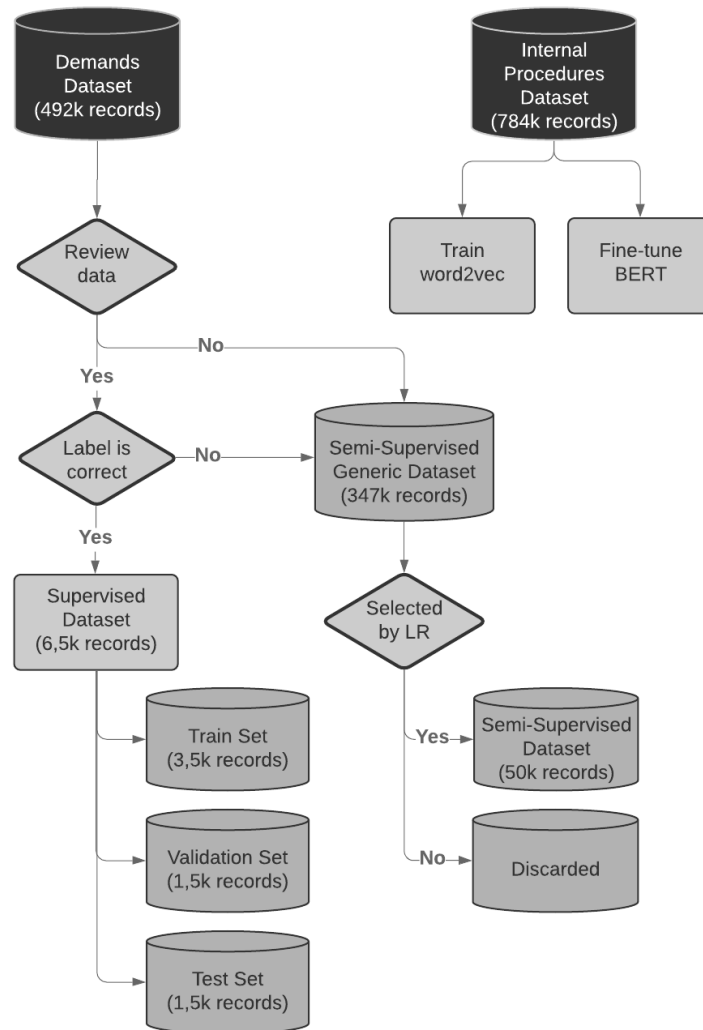 Demands
Dataset
(492k records)
Internal
Procedures
Dataset
(784k records)
Review
data
Train
word2vec
Fine-tune
BERT
No
Yes
Label is
correct
No
Semi-Supervised
Generic Dataset
(347k records)
Yes
Supervised
Dataset
(6,5k records)
Selected
by LR
Train Set
(3,5k records)
Yes
Semi-Supervised
Dataset
(50k records)
Validation Set
(1,5k records)
No
Discarded
Test Set
(1,5k records)